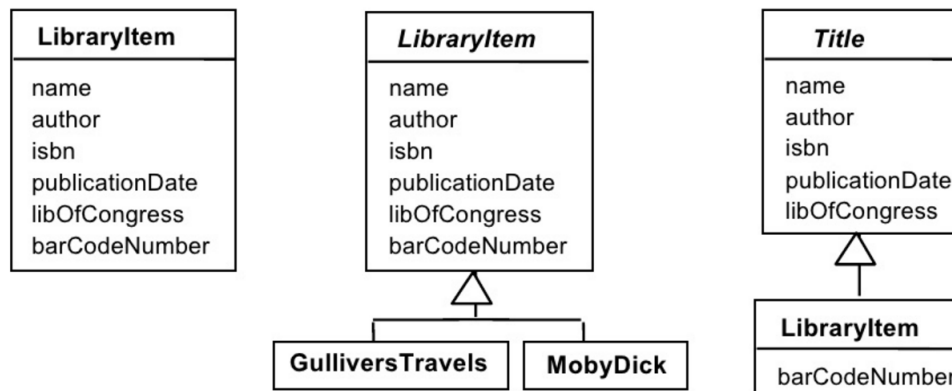 LibraryItem
name
author
isbn
publicationDate
libOfCongress
barCodeNumber
LibraryItem
name
author
isbn
publicationDate
libOfCongress
barCodeNumber
GulliversTravels
MobyDick
Title
name
author
isbn
publicationDate
libOfCongress
LibraryItem
barCodeNumber